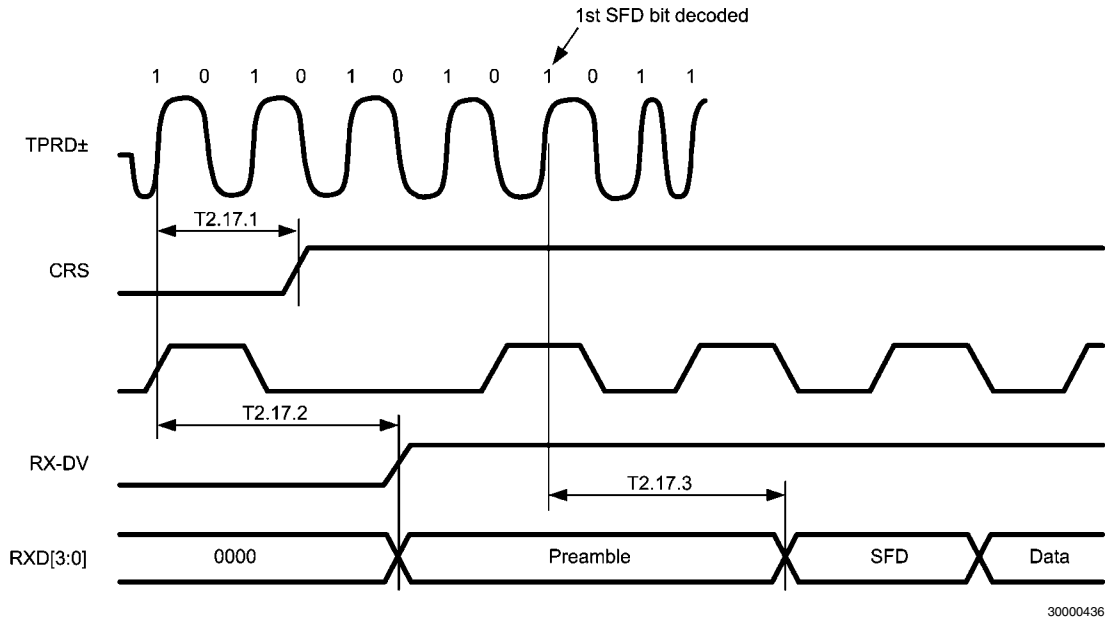 1st SFD bit decoded
1 0 1 0 1 0 1 0 1 0 1 1
TPRD±
T2.17.1
CRS
T2.17.2
RX-DV
T2.17.3
RXD[3:0] 0000 Preamble SFD Data
30000436